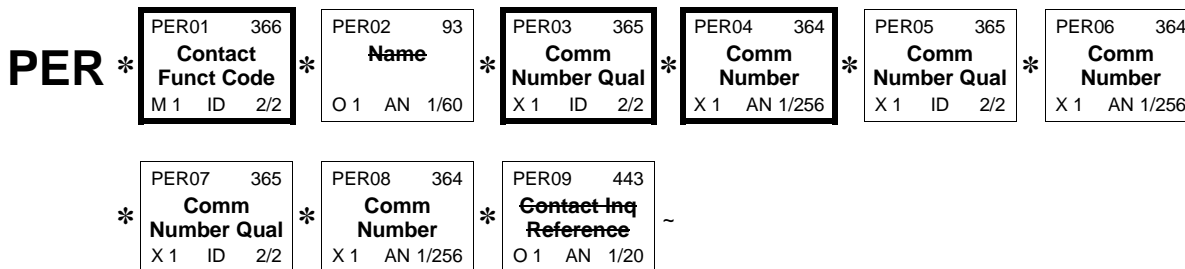 PER * PER01 366 * PER02 93 * PER03 365 * PER04 364 * PER05 365 * PER06 364
Contact Funct Code Name Comm Number Qual Comm Number Comm Number Qual Comm Number
M 1 ID 2/2 O 1 AN 1/60 X 1 ID 2/2 X 1 AN 1/256 X 1 ID 2/2 X 1 AN 1/256
* PER07 365 * PER08 364 * PER09 443 ~
Comm Number Qual Comm Number Contact Inq Reference
X 1 ID 2/2 X 1 AN 1/256 O 1 AN 1/20